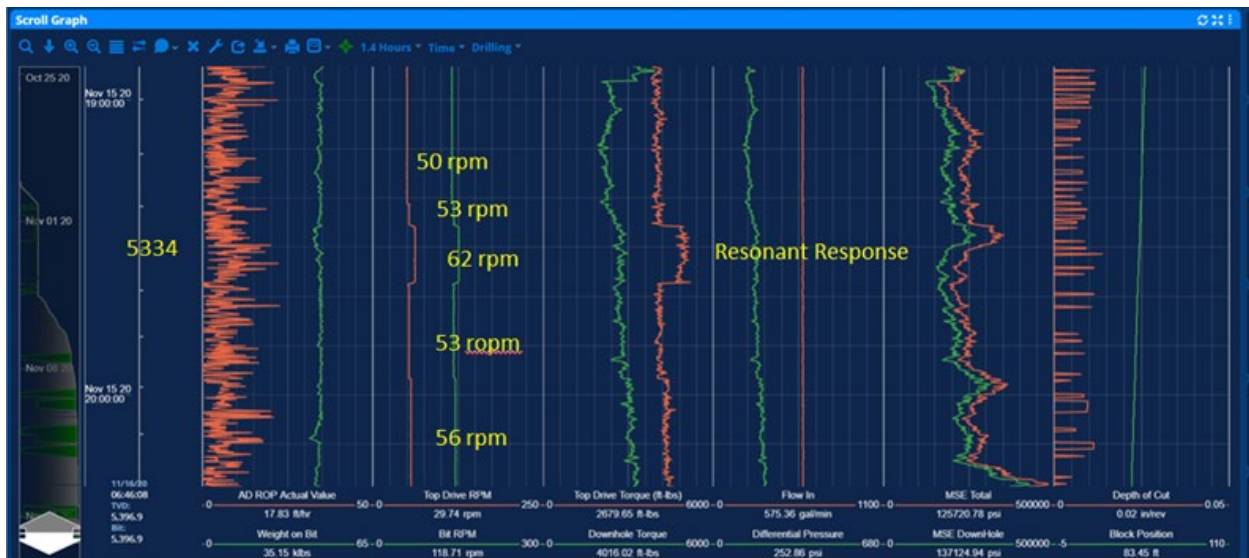 Scroll Graph
1.4 Hours Time Drilling
Oct 25 20
Nov 15 20
19:00:00
50 rpm
53 rpm
Nov 01 20
5334
62 rpm
Resonant Response
53 ropm
Nov 08 20
Nov 15 20
20:00:00
56 rpm
11/16/20
06:46:08
TVD:
5,396.9
Bit:
5,396.9
0 AD ROP Actual Value 50
17.83 ft/hr
0 Top Drive RPM 250
29.74 rpm
0 Top Drive Torque (ft-lbs) 6000
2679.65 ft-lbs
0 Flow In 1100
575.36 gal/min
0 MSE Total 500000
125720.78 psi
0 Depth of Cut 0.05
0.02 in/rev
0 Weight on Bit 65
35.15 klbs
0 Bit RPM 300
118.71 rpm
0 Downhole Torque 6000
4016.02 ft-lbs
0 Differential Pressure 680
252.86 psi
0 MSE DownHole 500000
137124.94 psi
-5 Block Position 110
83.45 ft